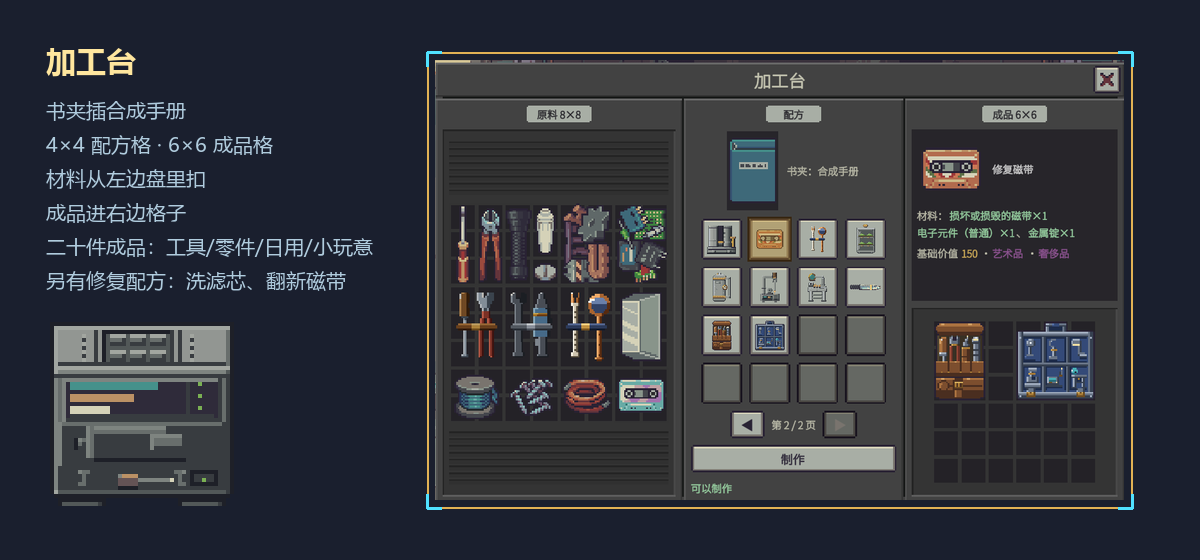 加工台
书夹插合成手册
4×4 配方格 · 6×6 成品格
材料从左边盘里扣
成品进右边格子
二十件成品：工具/零件/日用/小玩意
另有修复配方：洗滤芯、翻新磁带
加工台
原料 8×8
配方
成品 6×6
书夹：合成手册
修复磁带
材料：损坏或损毁的磁带×1
电子元件（普通）×1、金属锭×1
基础价值 150 · 艺术品 · 奢侈品
第 2 / 2 页
制作
可以制作